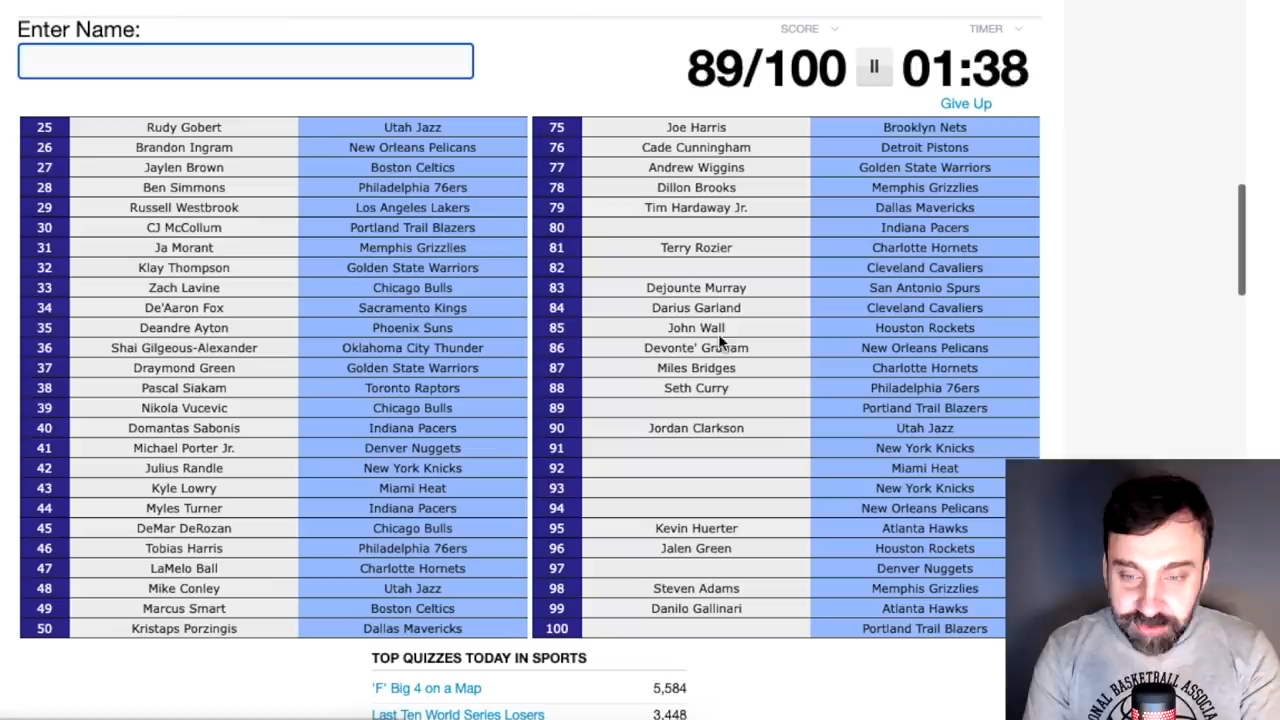 Enter Name:
SCORE
TIMER
89/100
01:38
Give Up
25 Rudy Gobert Utah Jazz 75 Joe Harris Brooklyn Nets
26 Brandon Ingram New Orleans Pelicans 76 Cade Cunningham Detroit Pistons
27 Jaylen Brown Boston Celtics 77 Andrew Wiggins Golden State Warriors
28 Ben Simmons Philadelphia 76ers 78 Dillon Brooks Memphis Grizzlies
29 Russell Westbrook Los Angeles Lakers 79 Tim Hardaway Jr. Dallas Mavericks
30 CJ McCollum Portland Trail Blazers 80 Indiana Pacers
31 Ja Morant Memphis Grizzlies 81 Terry Rozier Charlotte Hornets
32 Klay Thompson Golden State Warriors 82 Cleveland Cavaliers
33 Zach Lavine Chicago Bulls 83 Dejounte Murray San Antonio Spurs
34 De'Aaron Fox Sacramento Kings 84 Darius Garland Cleveland Cavaliers
35 Deandre Ayton Phoenix Suns 85 John Wall Houston Rockets
36 Shai Gilgeous-Alexander Oklahoma City Thunder 86 Devonte' Graham New Orleans Pelicans
37 Draymond Green Golden State Warriors 87 Miles Bridges Charlotte Hornets
38 Pascal Siakam Toronto Raptors 88 Seth Curry Philadelphia 76ers
39 Nikola Vucevic Chicago Bulls 89 Portland Trail Blazers
40 Domantas Sabonis Indiana Pacers 90 Jordan Clarkson Utah Jazz
41 Michael Porter Jr. Denver Nuggets 91 New York Knicks
42 Julius Randle New York Knicks 92 Miami Heat
43 Kyle Lowry Miami Heat 93 New York Knicks
44 Myles Turner Indiana Pacers 94 New Orleans Pelicans
45 DeMar DeRozan Chicago Bulls 95 Kevin Huerter Atlanta Hawks
46 Tobias Harris Philadelphia 76ers 96 Jalen Green Houston Rockets
47 LaMelo Ball Charlotte Hornets 97 Denver Nuggets
48 Mike Conley Utah Jazz 98 Steven Adams Memphis Grizzlies
49 Marcus Smart Boston Celtics 99 Danilo Gallinari Atlanta Hawks
50 Kristaps Porzingis Dallas Mavericks 100 Portland Trail Blazers
TOP QUIZZES TODAY IN SPORTS
'F' Big 4 on a Map 5,584
Last Ten World Series Losers 3,448
BASKETBALL